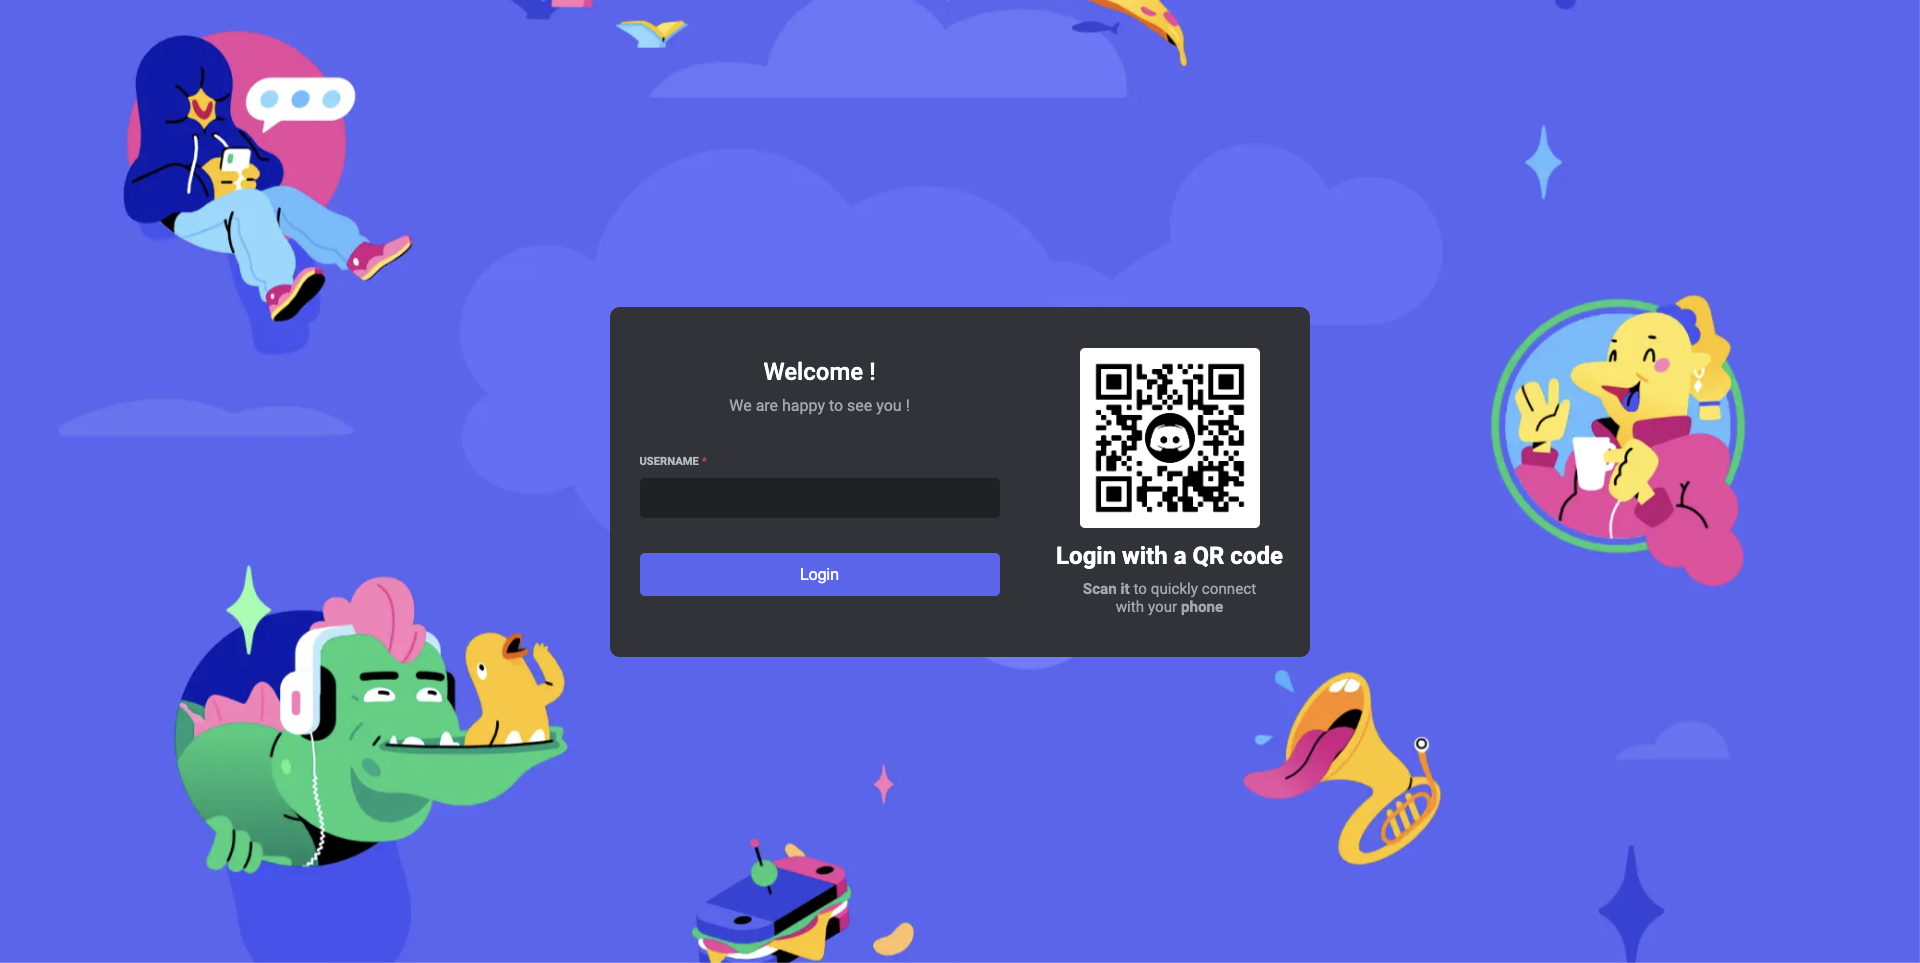 Welcome !
We are happy to see you !
USERNAME *
Login
Login with a QR code
Scan it to quickly connect
with your phone